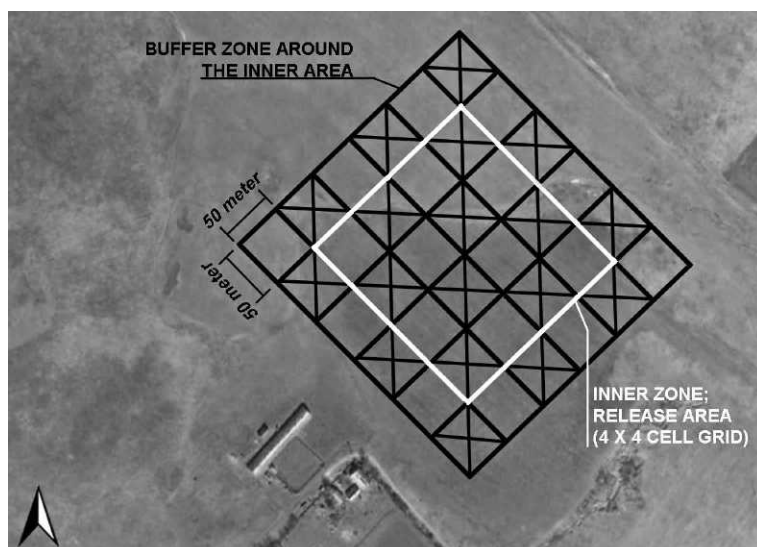 BUFFER ZONE AROUND
THE INNER AREA
50 meter
50 meter
INNER ZONE;
RELEASE AREA
(4 X 4 CELL GRID)